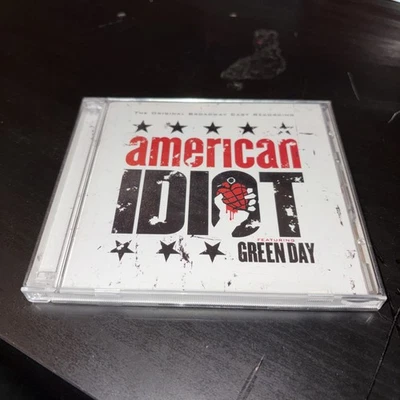 THE ORIGINAL BROADWAY CAST RECORDING
american
IDIOT
FEATURING
GREEN DAY